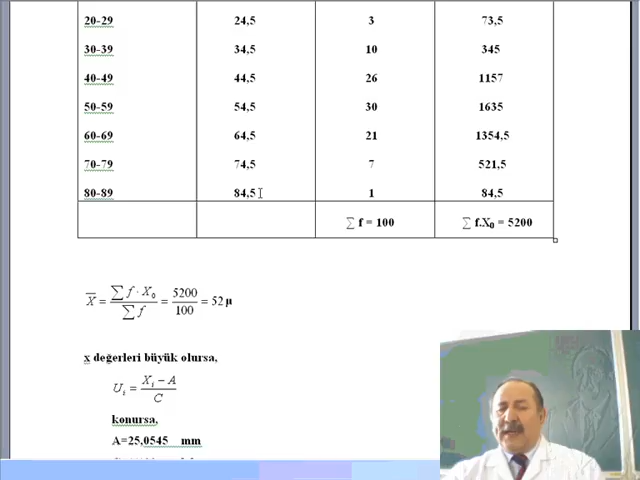 20-29 24,5 3 73,5
30-39 34,5 10 345
40-49 44,5 26 1157
50-59 54,5 30 1635
60-69 64,5 21 1354,5
70-79 74,5 7 521,5
80-89 84,5 1 84,5
∑ f = 100 ∑ f.X₀ = 5200
X̅ = ∑ f · X₀ / ∑ f = 5200 / 100 = 52 µ
x değerleri büyük olursa,
Uᵢ = Xᵢ − A / C
konursa,
A=25,0545 mm